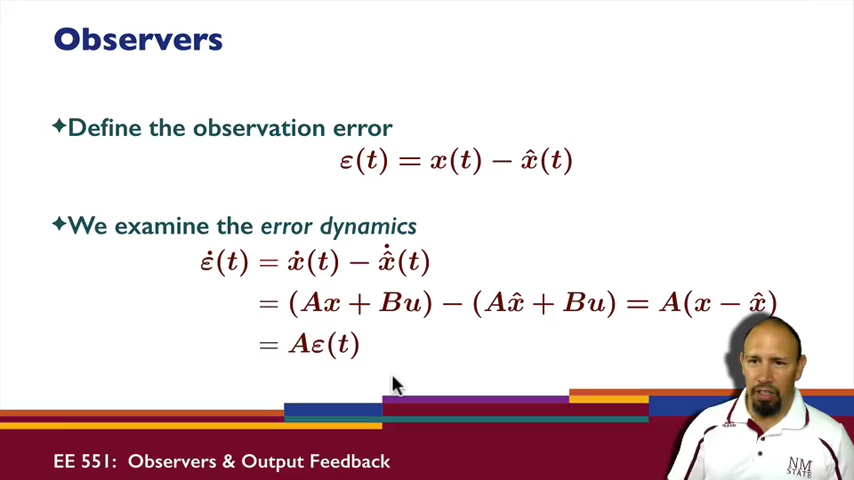 Observers
✦Define the observation error
ε(t) = x(t) − x̂(t)
✦We examine the error dynamics
ε̇(t) = ẋ(t) − x̂̇(t)
= (Ax + Bu) − (Ax̂ + Bu) = A(x − x̂)
= Aε(t)
EE 551: Observers & Output Feedback
NM
STATE